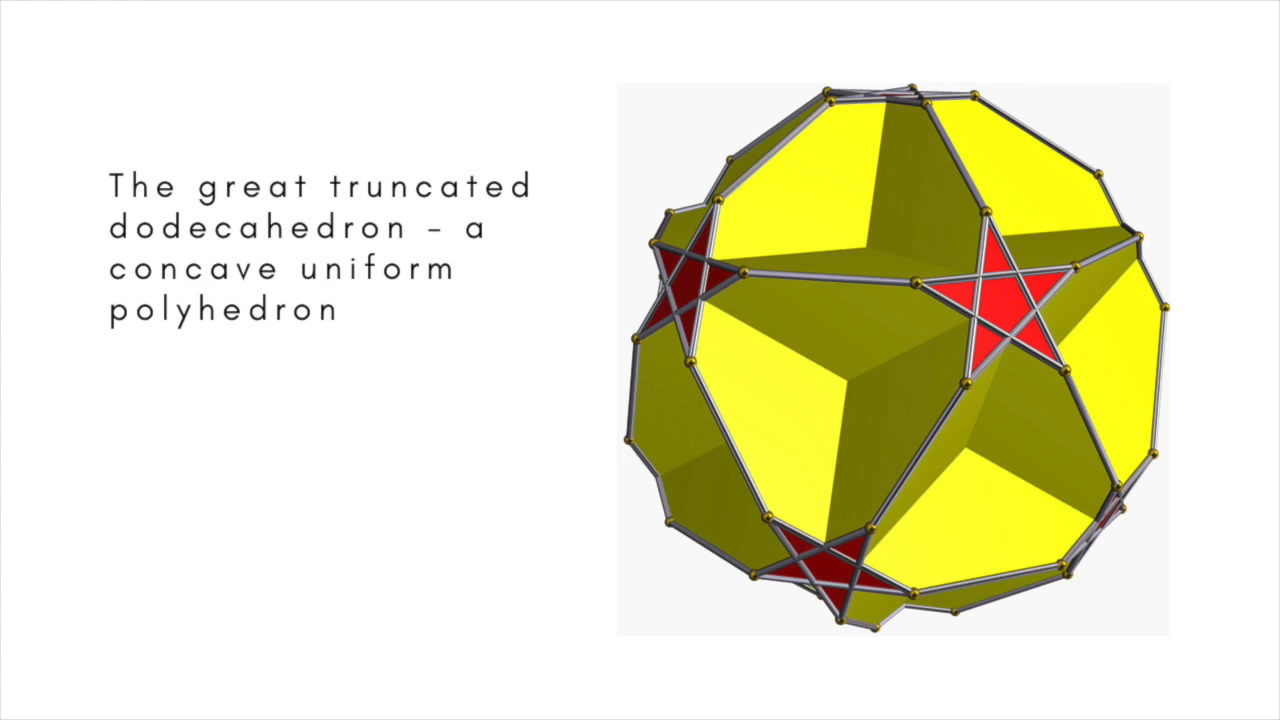 The great truncated
dodecahedron – a
concave uniform
polyhedron